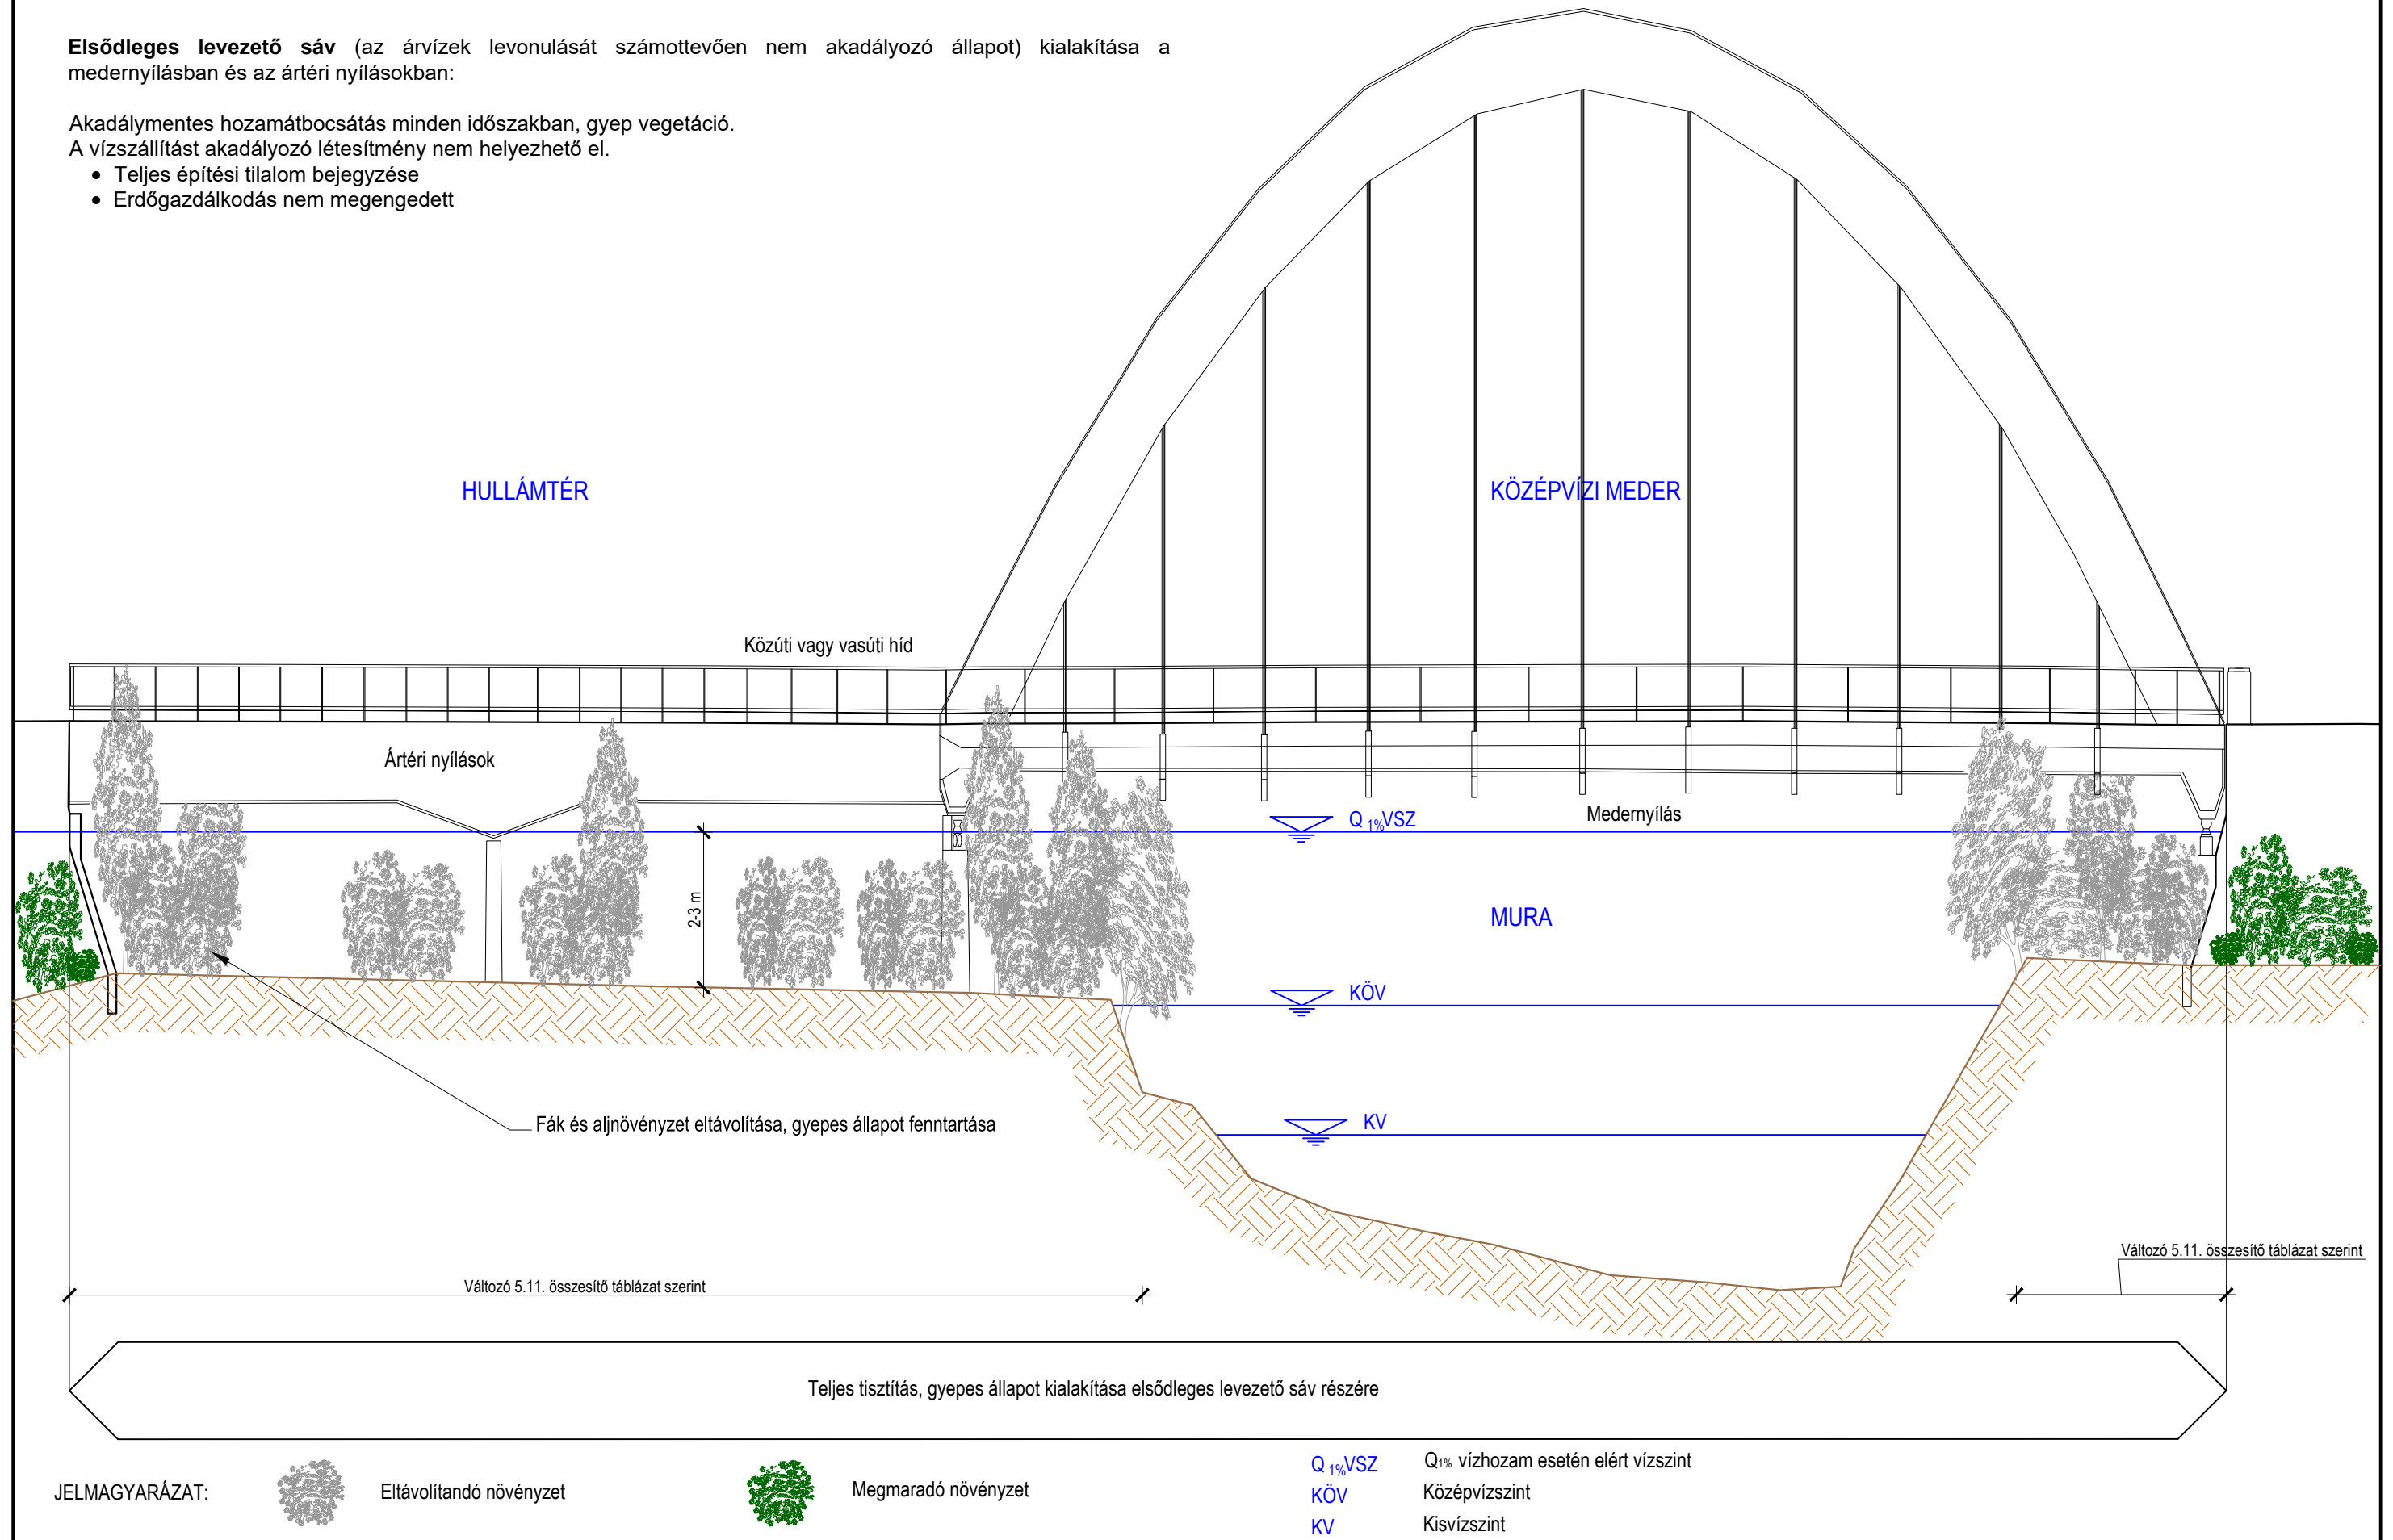 Elsődleges levezető sáv (az árvízek levonulását számottevően nem akadályozó állapot) kialakítása a
medernyílásban és az ártéri nyílásokban:
Akadálymentes hozamátbocsátás minden időszakban, gyep vegetáció.
A vízszállítást akadályozó létesítmény nem helyezhető el.
• Teljes építési tilalom bejegyzése
• Erdőgazdálkodás nem megengedett
HULLÁMTÉR
KÖZÉPVÍZI MEDER
Közúti vagy vasúti híd
Ártéri nyílások
Medernyílás
Q 1%VSZ
2-3 m
MURA
KÖV
KV
Fák és aljnövényzet eltávolítása, gyepes állapot fenntartása
Változó 5.11. összesítő táblázat szerint
Változó 5.11. összesítő táblázat szerint
Teljes tisztítás, gyepes állapot kialakítása elsődleges levezető sáv részére
JELMAGYARÁZAT:
Eltávolítandó növényzet
Megmaradó növényzet
Q 1%VSZ Q1% vízhozam esetén elért vízszint
KÖV Középvízszint
KV Kisvízszint